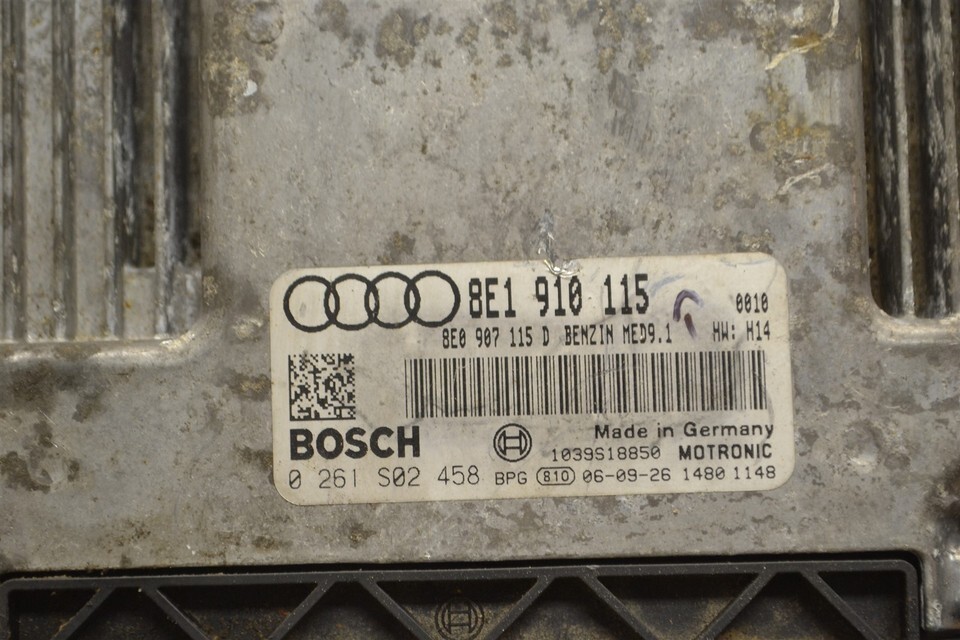 8E1 910 115 0010
8E0 907 115 D BENZIN MED9.1 HW: H14
BOSCH
Made in Germany
1039S18850 MOTRONIC
0 261 S02 458 BPG 810 06-09-26 1480 1148